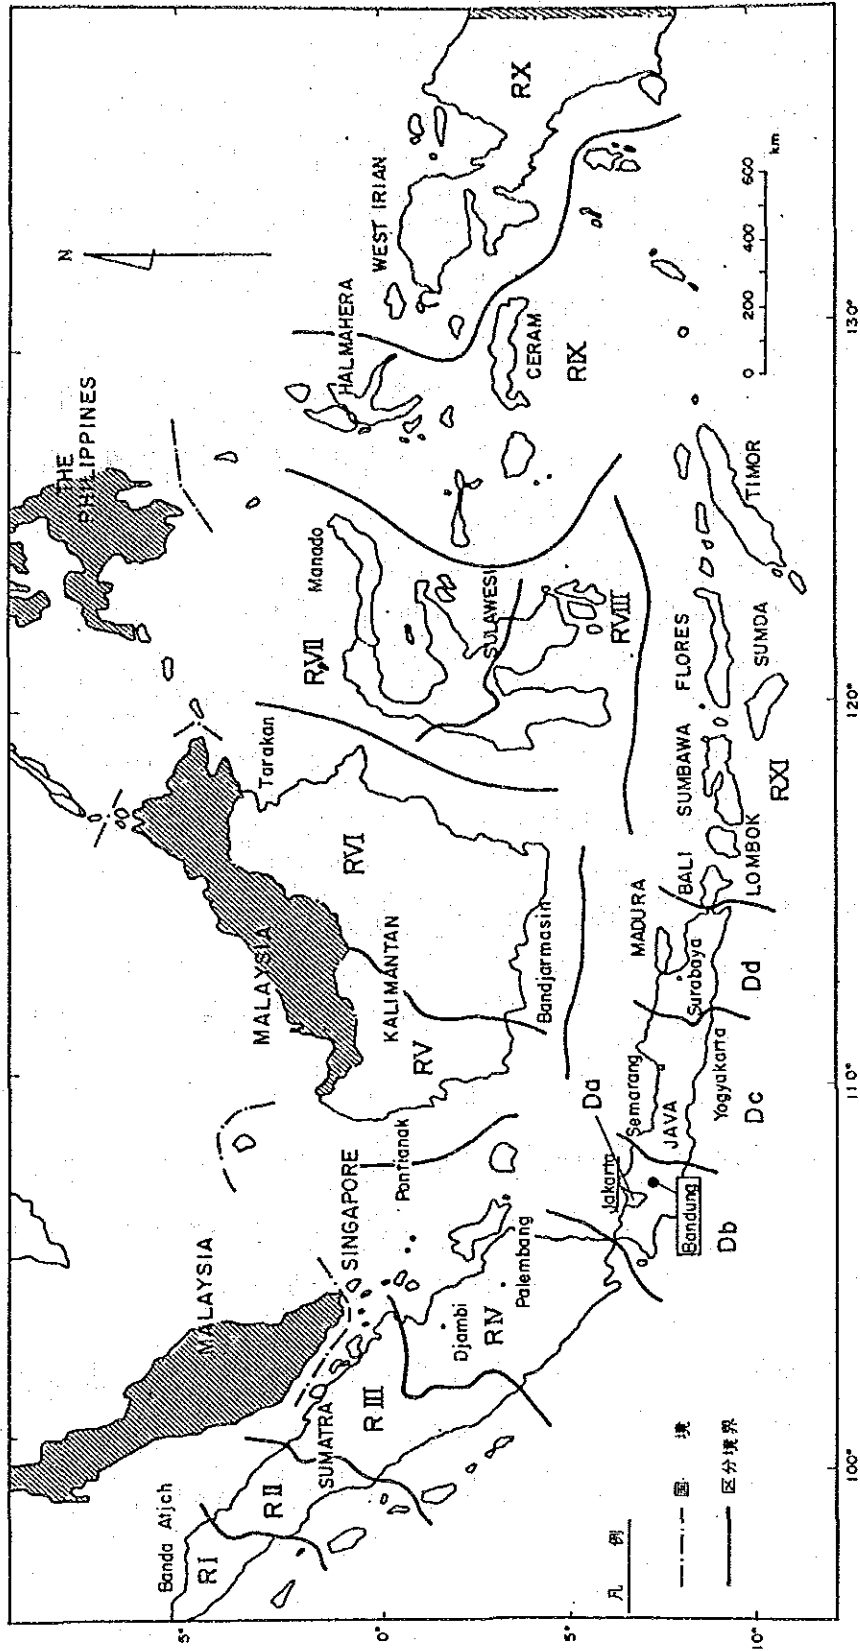 THE
PHILIPPINES
MALAYSIA
MALAYSIA
SINGAPORE
N
Banda Atjch
RI
RII
SUMATRA
RIII
Djambi
RIV
Palembang
Pontianak
KALIMANTAN
RV
RVI
Tarakan
Bandjarmasin
Manado
RVII
SULAWESI
RVIII
HALMAHERA
WEST IRIAN
CERAM
RIX
RX
Jakarta
Da
Bandung
Db
Semarang
JAVA
Yogyakarta
Dc
MADURA
Surabaya
Dd
BALI
LOMBOK
SUMBAWA
FLORES
SUMDA
RXI
TIMOR
0 200 400 600
km
凡 例
国 境
区分境界
5°
0°
5°
10°
100°
110°
120°
130°